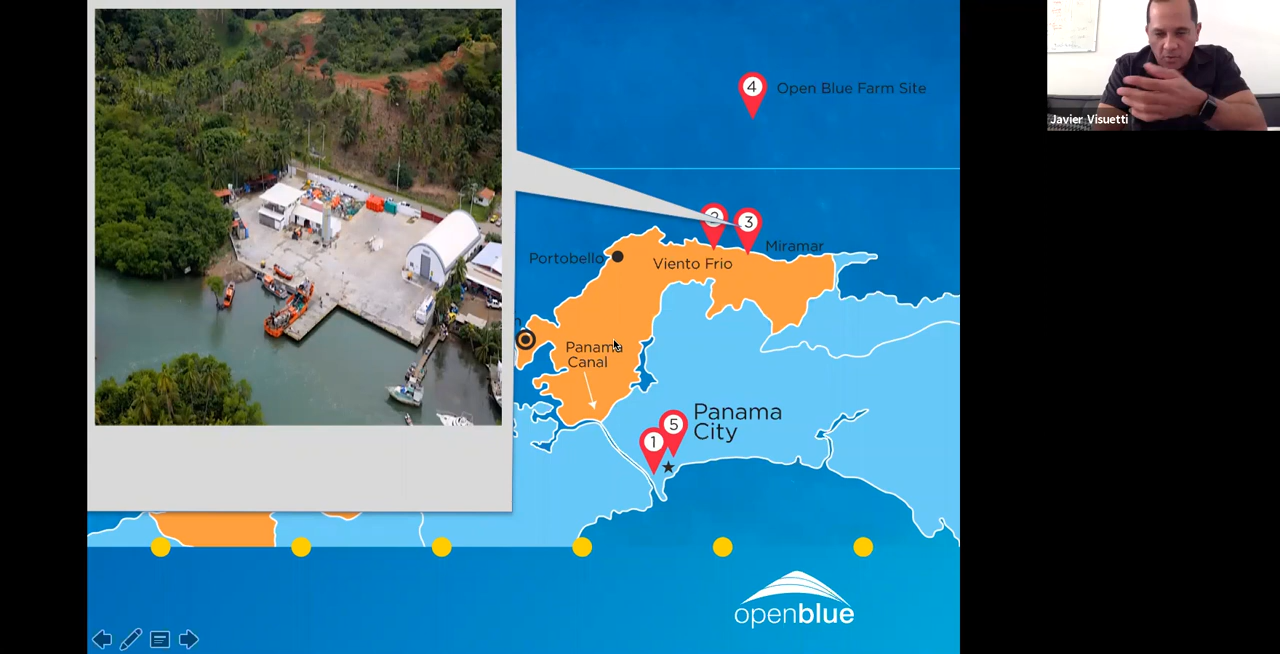 4
Open Blue Farm Site
2
3
Miramar
Portobello
Viento Frio
n
Panama
Canal
Panama
City
5
1
openblue
Javier Visuetti